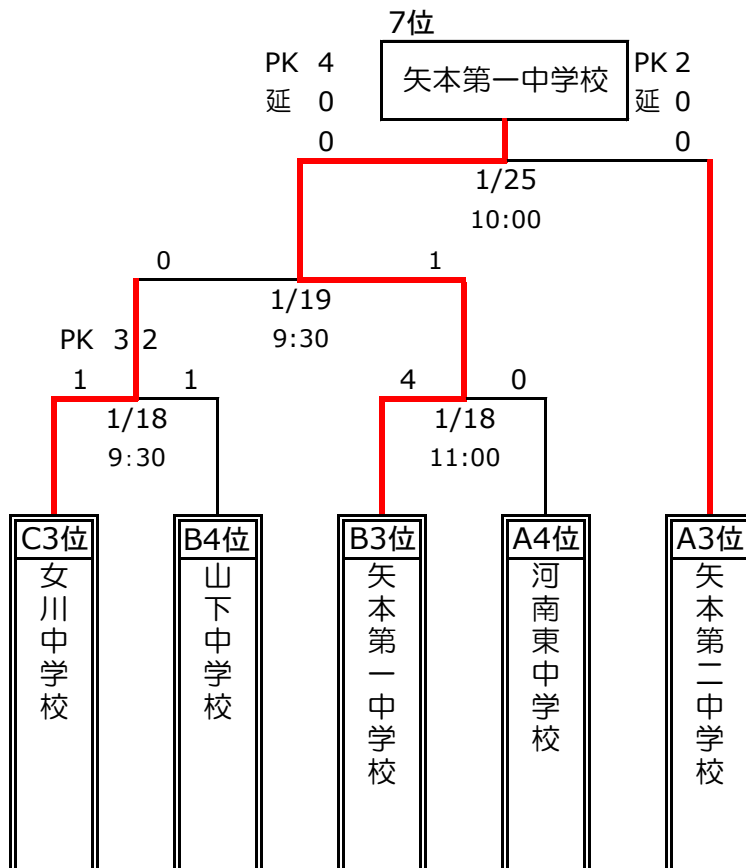 7位
PK 4
矢本第一中学校
PK 2
延 0
延 0
0
0
1/25
10:00
0
1
1/19
9:30
PK 3 2
1
1
4
0
1/18
9:30
1/18
11:00
C3位
B4位
B3位
A4位
A3位
女川中学校
山下中学校
矢本第一中学校
河南東中学校
矢本第二中学校